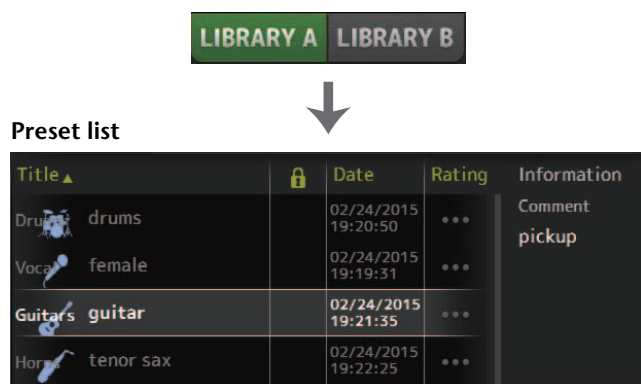 LIBRARY A LIBRARY B
Preset list
Title▲ Date Rating Information
Comment
pickup
Drums drums 02/24/2015
19:20:50
Vocal female 02/24/2015
19:19:31
Guitars guitar 02/24/2015
19:21:35
Horns tenor sax 02/24/2015
19:22:25